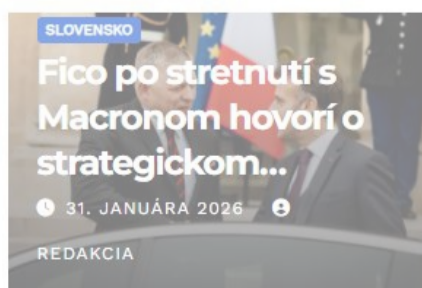 SLOVENSKO
Fico po stretnutí s
Macronom hovorí o
strategickom...
31. JANUÁRA 2026
REDAKCIA